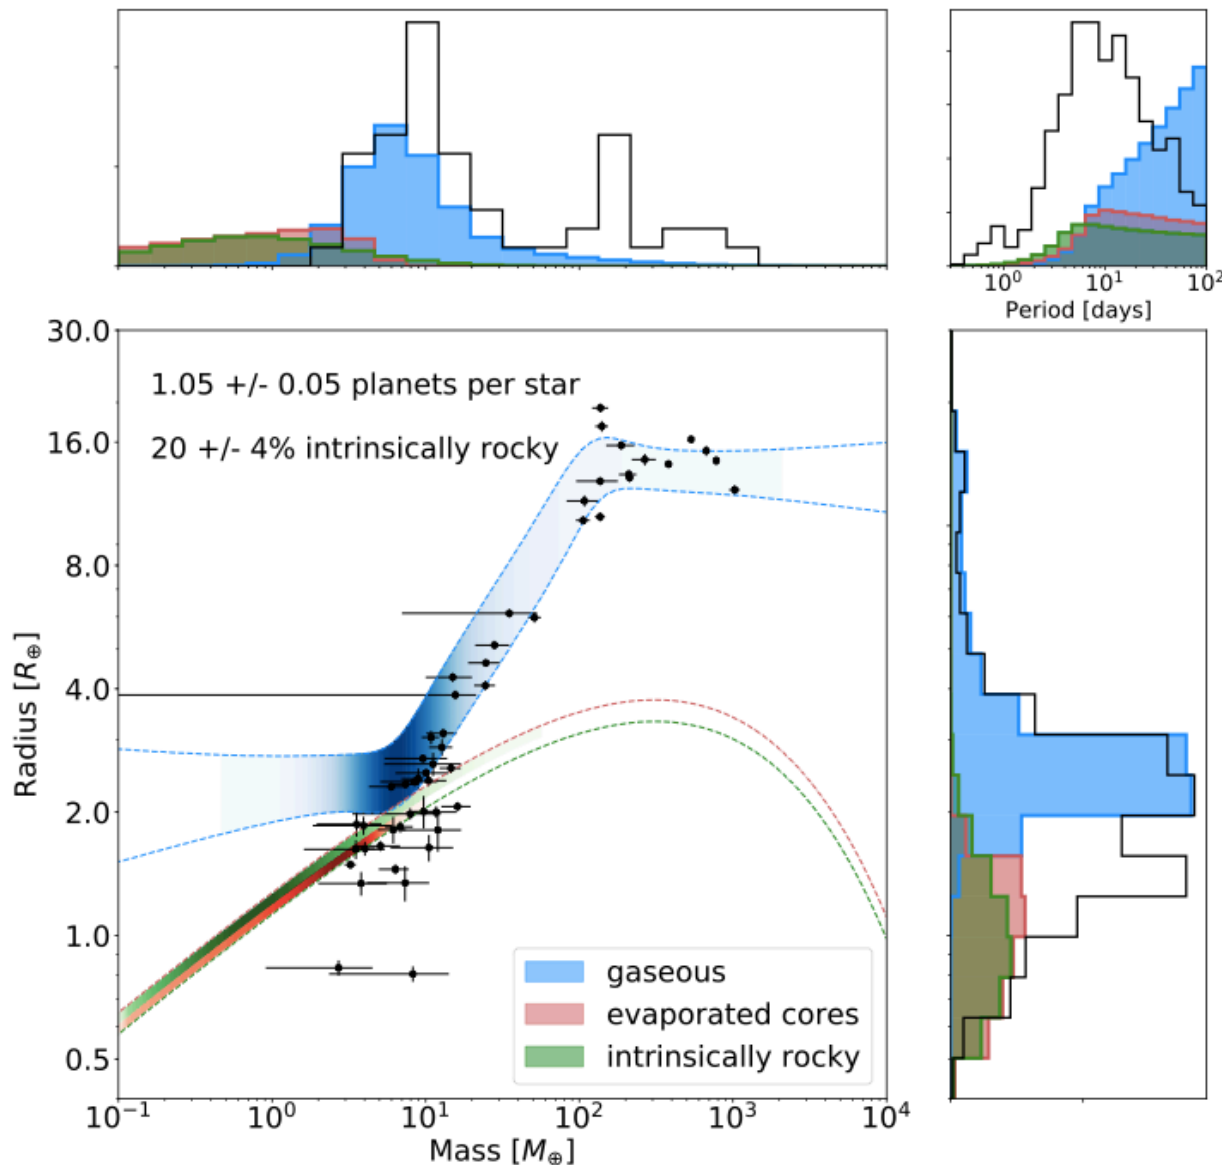 10⁰ 10¹ 10²
Period [days]
30.0
16.0
8.0
4.0
2.0
1.0
0.5
Radius [R⊕]
1.05 +/- 0.05 planets per star
20 +/- 4% intrinsically rocky
gaseous
evaporated cores
intrinsically rocky
10⁻¹ 10⁰ 10¹ 10² 10³ 10⁴
Mass [M⊕]